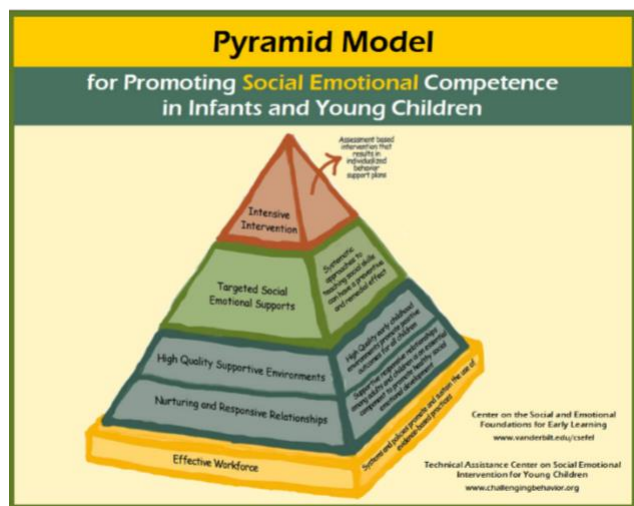 Pyramid Model
for Promoting Social Emotional Competence
in Infants and Young Children
Assessment based
intervention that
results in
individualized
behavior
support plans
Intensive
Intervention
Targeted Social
Emotional Supports
Systematic
approaches to
teaching social skills
can have a preventive
and remedial effect
High Quality Supportive Environments
High Quality early childhood
environments promote positive
outcomes for all children
Nurturing and Responsive Relationships
Supportive responsive relationships
among adults and children is an essential
component to promote healthy social
emotional development
Effective Workforce
Systems and policies promote and sustain the use of
evidence-based practices
Center on the Social and Emotional
Foundations for Early Learning
www.vanderbilt.edu/csefel
Technical Assistance Center on Social Emotional
Intervention for Young Children
www.challengingbehavior.org